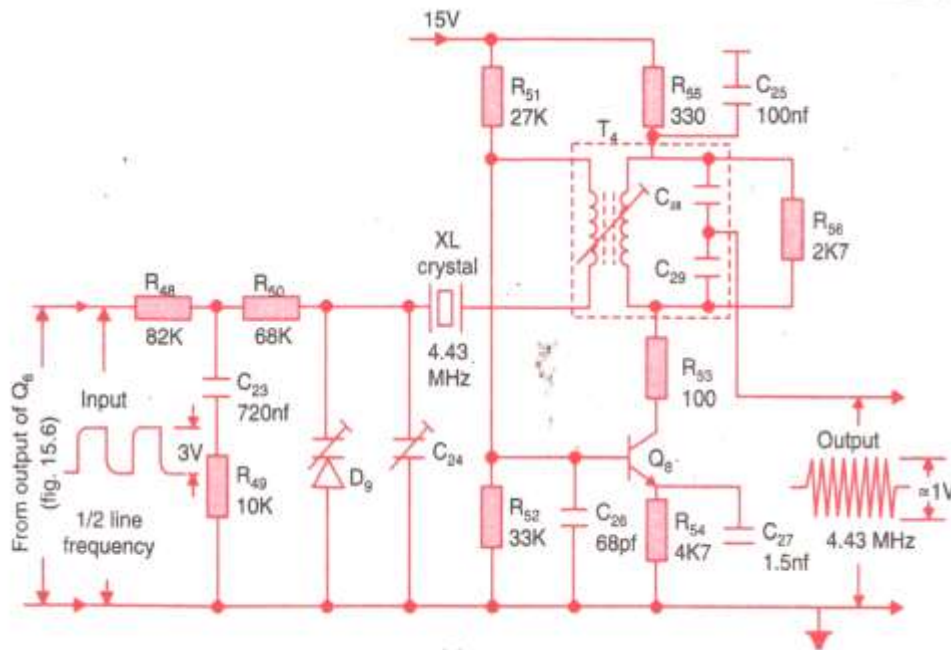 15V
R51
27K
R55
330
C25
100nf
T4
C28
C29
R56
2K7
XL
crystal
4.43
MHz
R48
82K
R50
68K
C23
720nf
R49
10K
From output of Q6
(fig. 15.6)
Input
3V
1/2 line
frequency
D9
C24
R53
100
Q8
R52
33K
C26
68pf
R54
4K7
C27
1.5nf
Output
≃1V
4.43 MHz